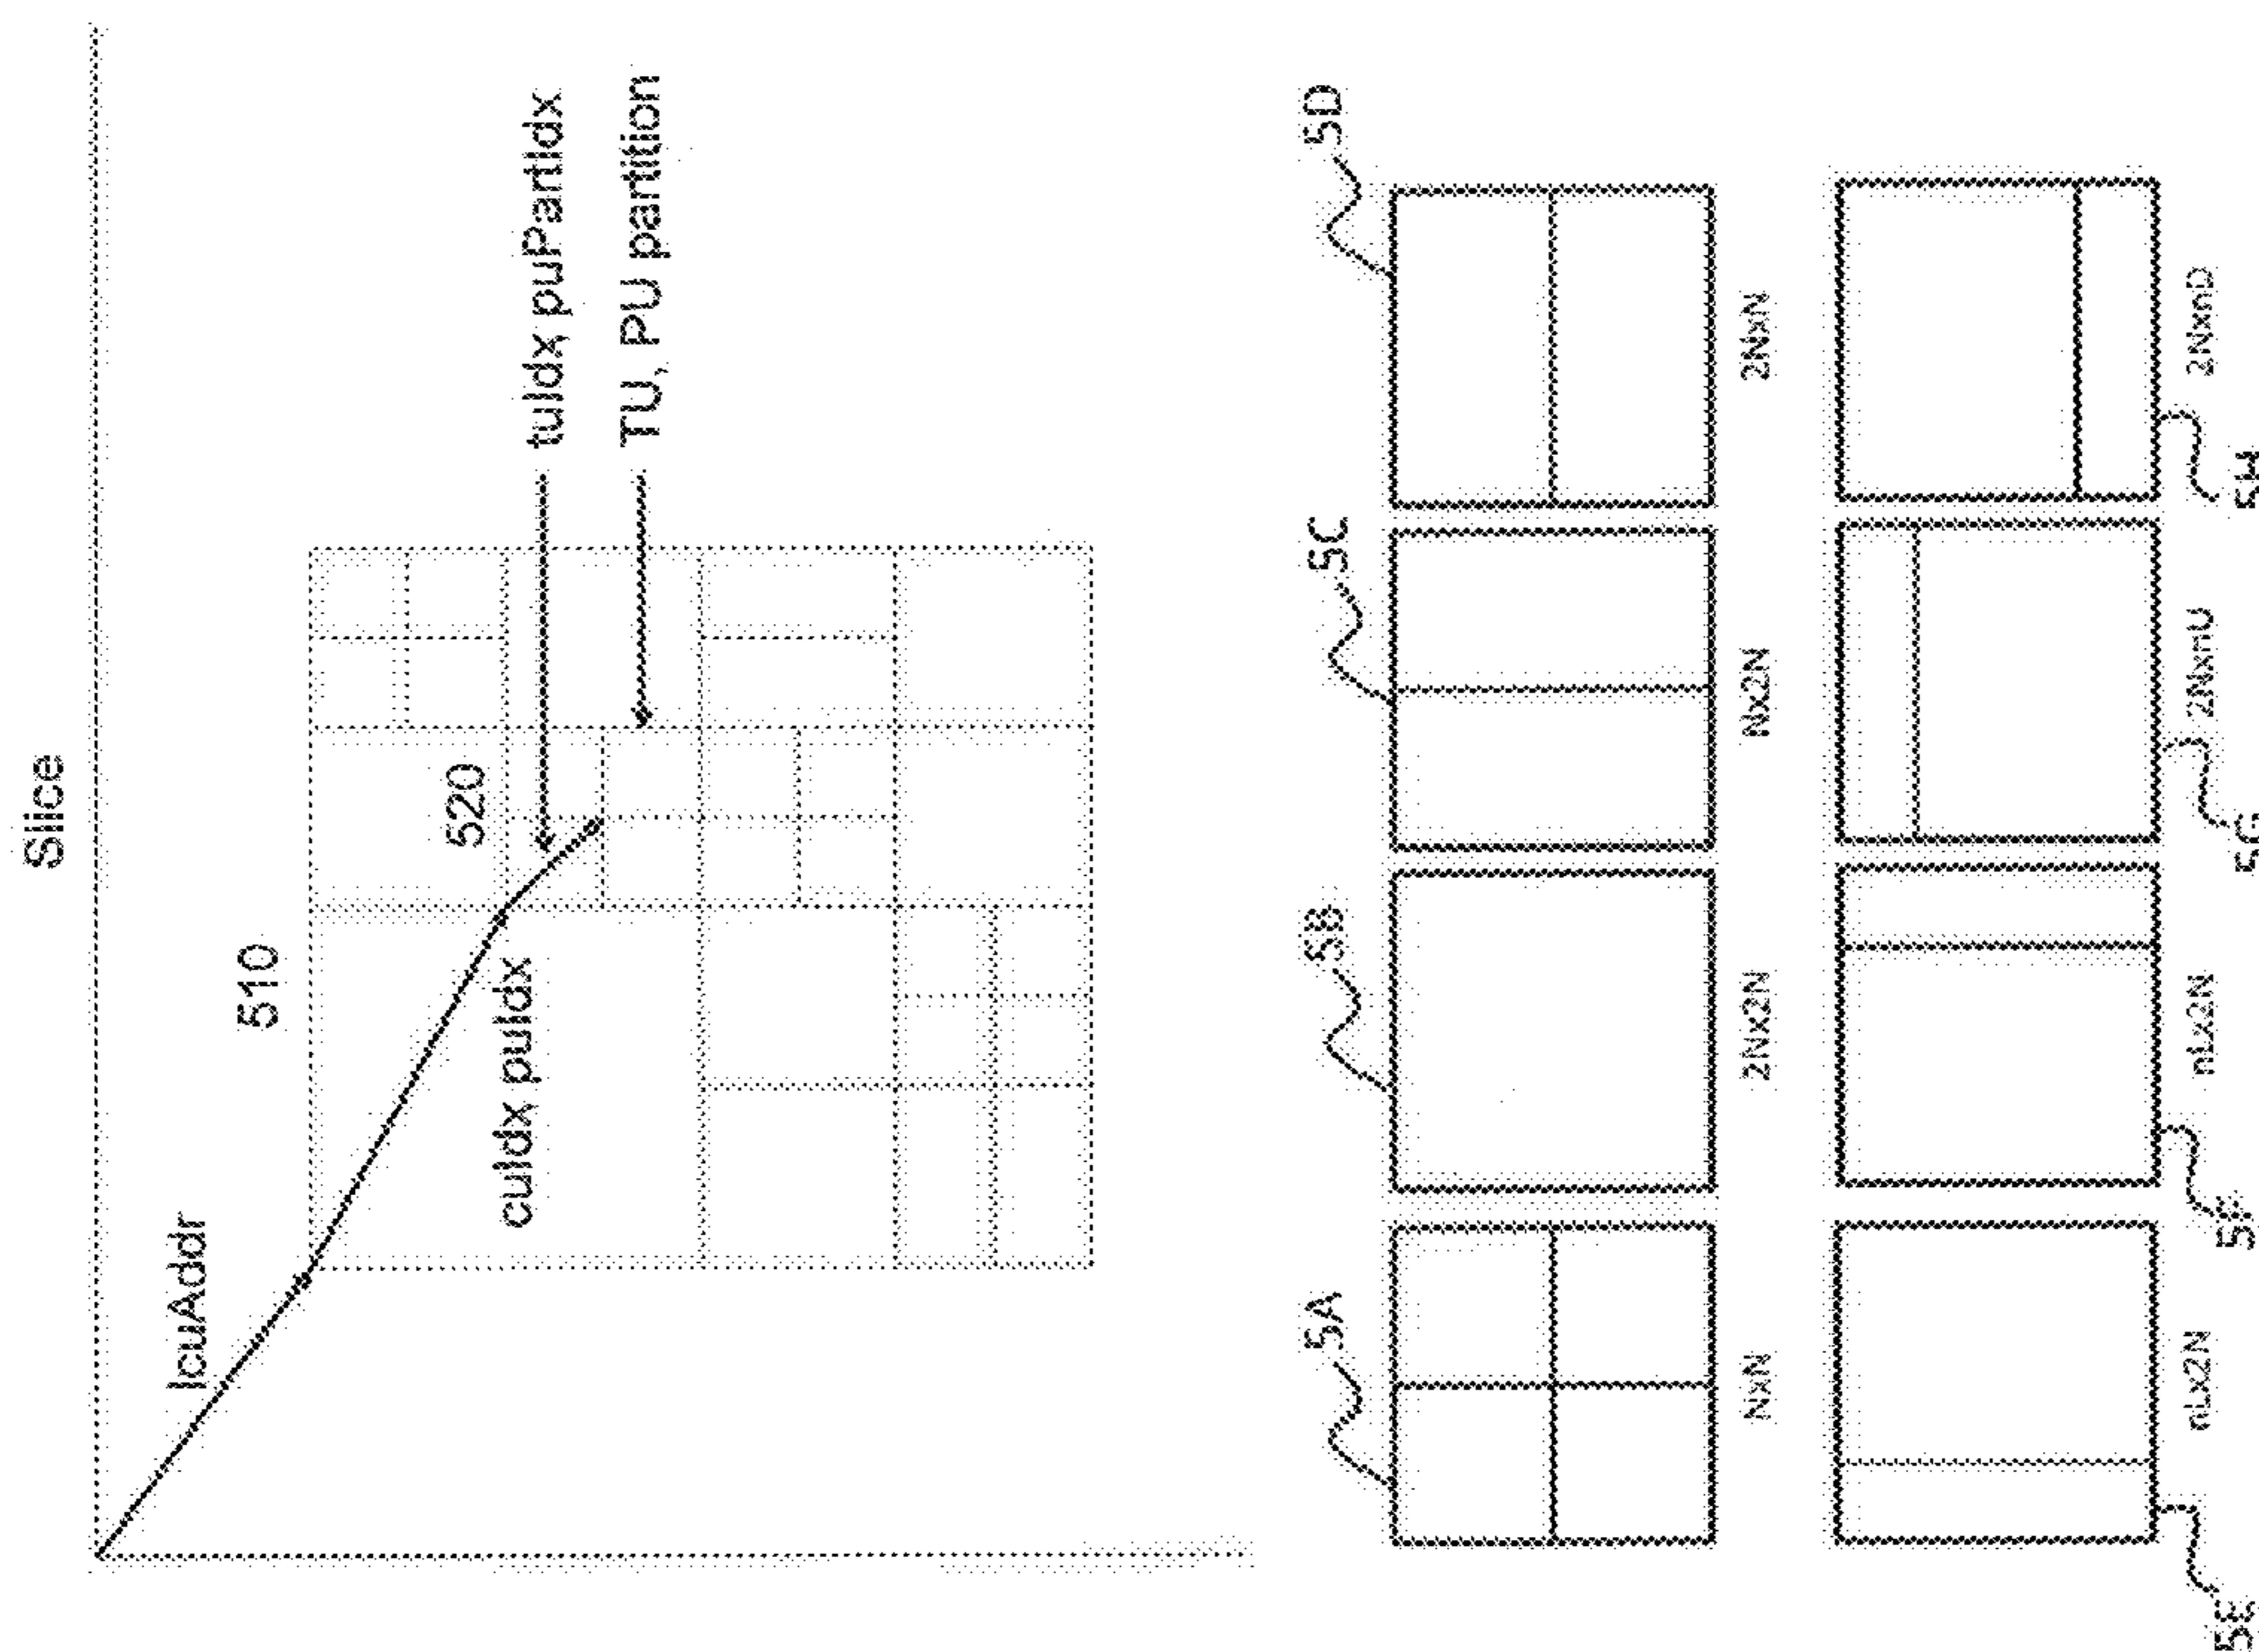 Slice
lcuAddr
510
cuIdx puIdx
520
tuIdx puPartIdx
TU, PU partition
5A
5B
5C
5D
NxN
2Nx2N
Nx2N
2NxN
nLx2N
nLx2N
2NxnU
2NxnD
5E
5F
5G
5H